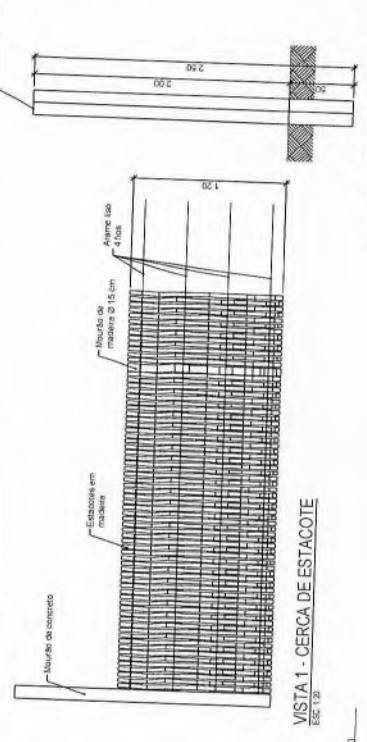 Mourão de concreto
Estacotes em
madeira
Mourão de
madeira Ø 15 cm
Arame liso
4 fios
1.20
2.50
2.00
50
VISTA 1 - CERCA DE ESTACOTE
ESC 1:20